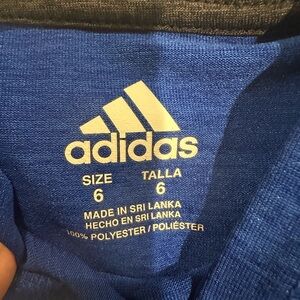 adidas
SIZE TALLA
6 6
MADE IN SRI LANKA
HECHO EN SRI LANKA
100% POLYESTER / POLIÉSTER